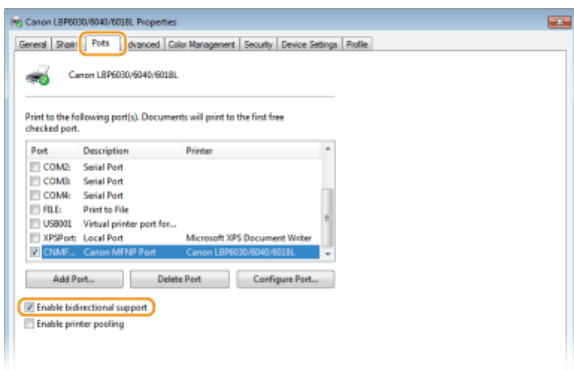 Canon LBP6030/6040/6018L Properties
General Sharin Ports dvanced Color Management Security Device Settings Profile
Canon LBP6030/6040/6018L
Print to the following port(s). Documents will print to the first free
checked port.
Port Description Printer
COM2: Serial Port
COM3: Serial Port
COM4: Serial Port
FILE: Print to File
USB001 Virtual printer port for...
XPSPort: Local Port Microsoft XPS Document Writer
CNMF... Canon MFNP Port Canon LBP6030/6040/6018L
Add Port... Delete Port Configure Port...
Enable bidirectional support
Enable printer pooling